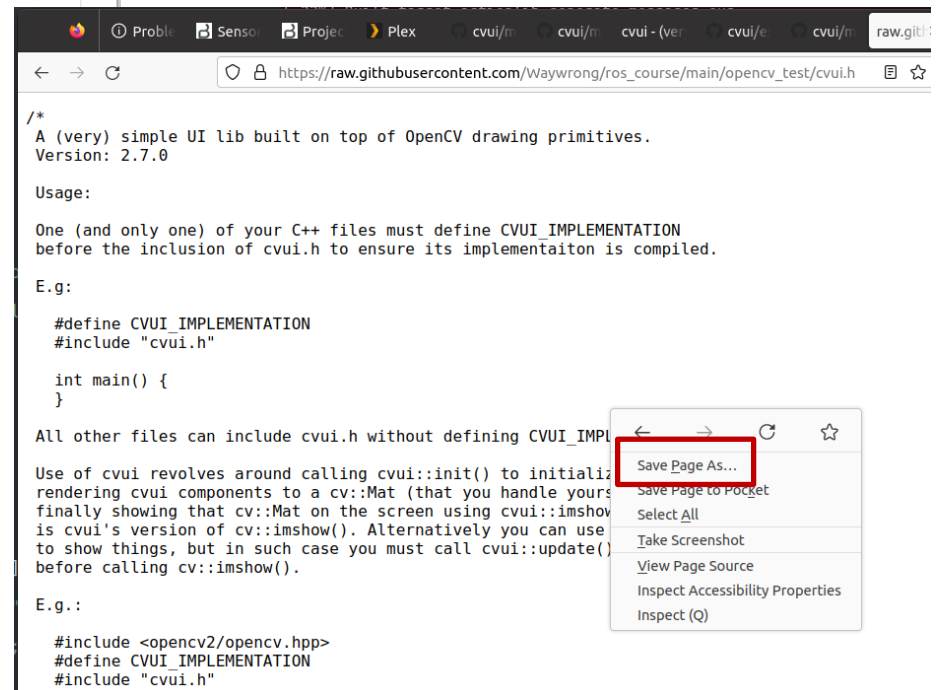 Proble
Sensor
Projec
Plex
cvui/m
cvui/m
cvui - (ver
cvui/e
cvui/m
raw.gith
https://raw.githubusercontent.com/Waywrong/ros_course/main/opencv_test/cvui.h
/*
A (very) simple UI lib built on top of OpenCV drawing primitives.
Version: 2.7.0
Usage:
One (and only one) of your C++ files must define CVUI_IMPLEMENTATION
before the inclusion of cvui.h to ensure its implementaiton is compiled.
E.g:
#define CVUI_IMPLEMENTATION
#include "cvui.h"
int main() {
}
All other files can include cvui.h without defining CVUI_IMPL
Use of cvui revolves around calling cvui::init() to initializ
rendering cvui components to a cv::Mat (that you handle yours
finally showing that cv::Mat on the screen using cvui::imshow
is cvui's version of cv::imshow(). Alternatively you can use
to show things, but in such case you must call cvui::update()
before calling cv::imshow().
E.g.:
#include <opencv2/opencv.hpp>
#define CVUI_IMPLEMENTATION
#include "cvui.h"
Save Page As...
Save Page to Pocket
Select All
Take Screenshot
View Page Source
Inspect Accessibility Properties
Inspect (Q)